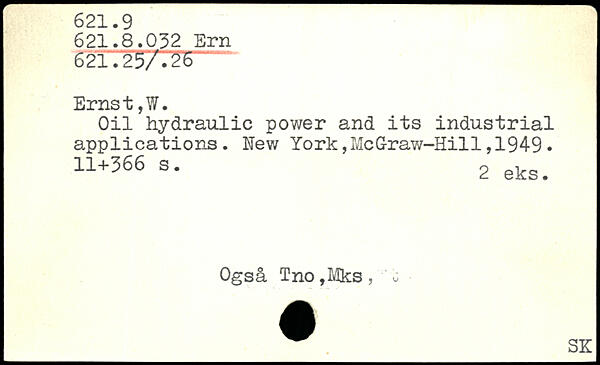 621.9
621.8.032 Ern
621.25/.26
Ernst,W.
Oil hydraulic power and its industrial
applications. New York,McGraw-Hill,1949.
11+366 s.
2 eks.
Også Tno,Mks,
SK